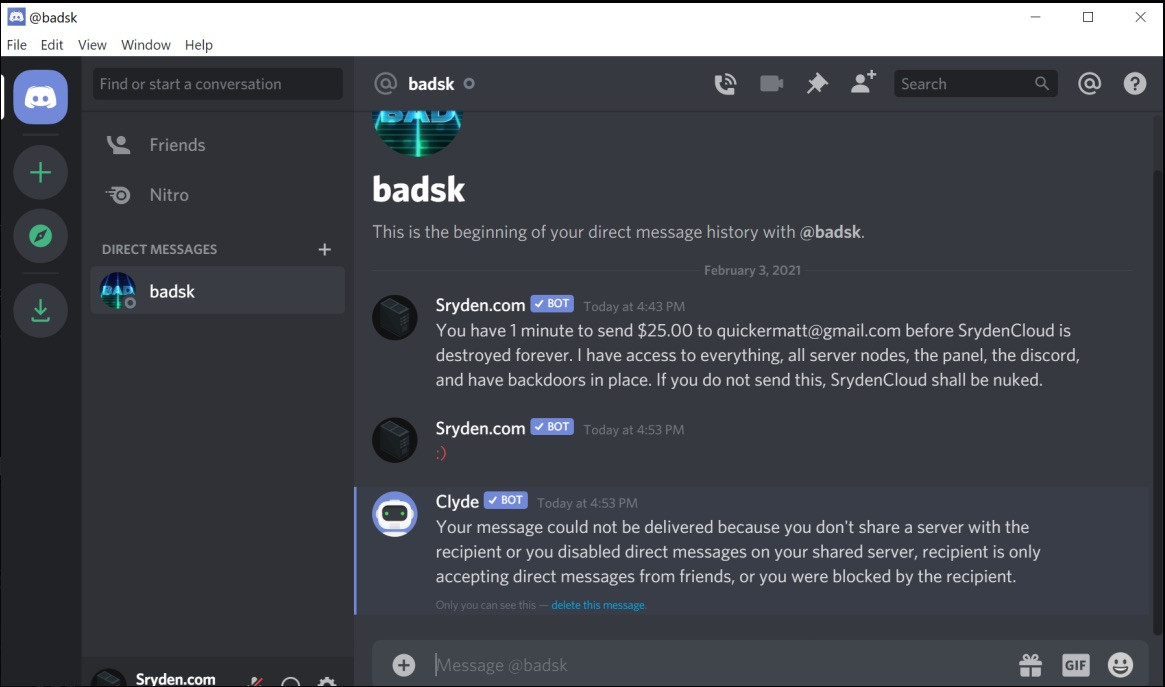 @badsk
File Edit View Window Help
Find or start a conversation
badsk
Search
Friends
Nitro
DIRECT MESSAGES
badsk
BAD
badsk
This is the beginning of your direct message history with @badsk.
February 3, 2021
Sryden.com BOT Today at 4:43 PM
You have 1 minute to send $25.00 to quickermatt@gmail.com before SrydenCloud is
destroyed forever. I have access to everything, all server nodes, the panel, the discord,
and have backdoors in place. If you do not send this, SrydenCloud shall be nuked.
Sryden.com BOT Today at 4:53 PM
:)
Clyde BOT Today at 4:53 PM
Your message could not be delivered because you don't share a server with the
recipient or you disabled direct messages on your shared server, recipient is only
accepting direct messages from friends, or you were blocked by the recipient.
Only you can see this — delete this message.
Message @badsk
GIF
Sryden.com